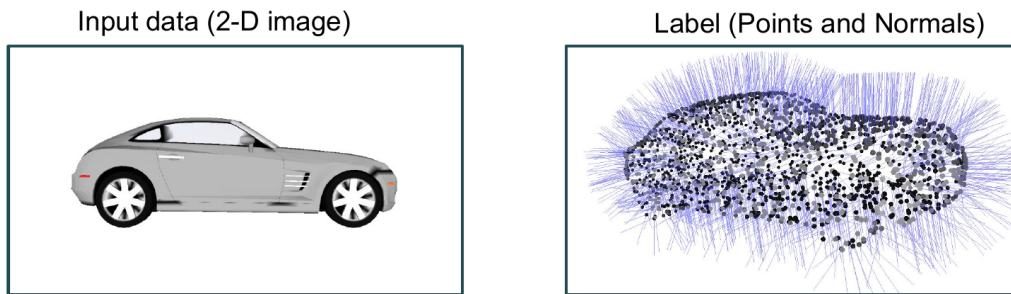 Input data (2-D image)
Label (Points and Normals)